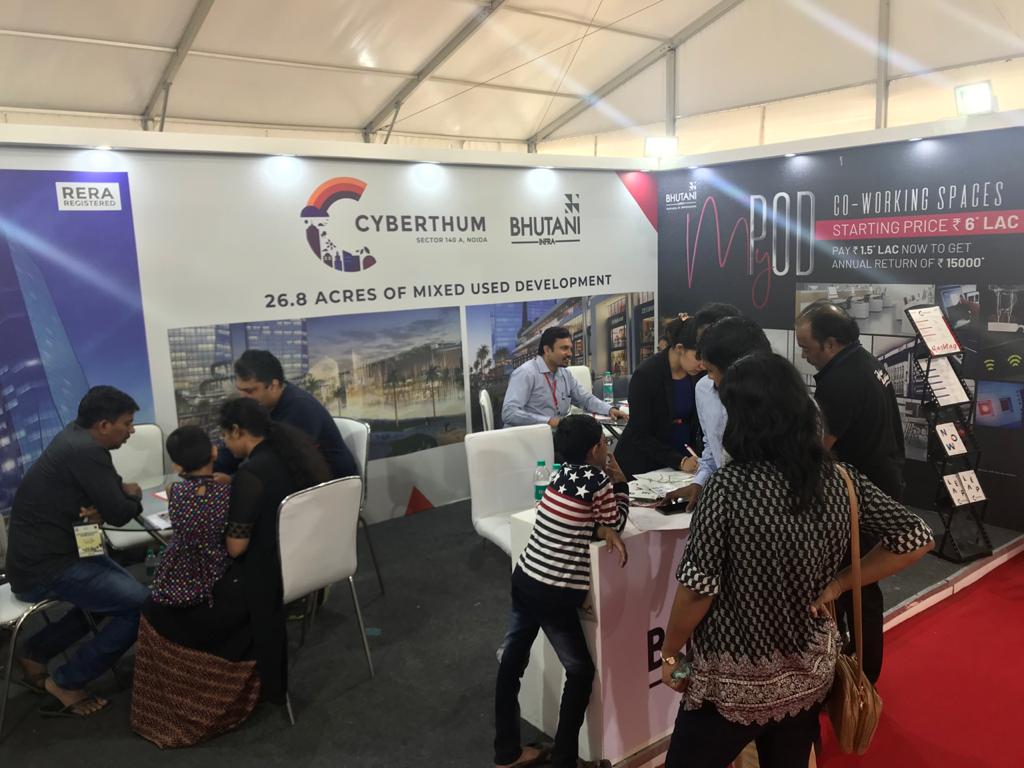 RERA
REGISTERED
CYBERTHUM
SECTOR 140 A, NOIDA
BHUTANI
INFRA
26.8 ACRES OF MIXED USED DEVELOPMENT
BHUTANI
My POD
CO-WORKING SPACES
STARTING PRICE ₹ 6* LAC
PAY ₹ 1.5* LAC NOW TO GET
ANNUAL RETURN OF ₹ 15000*
NO
W